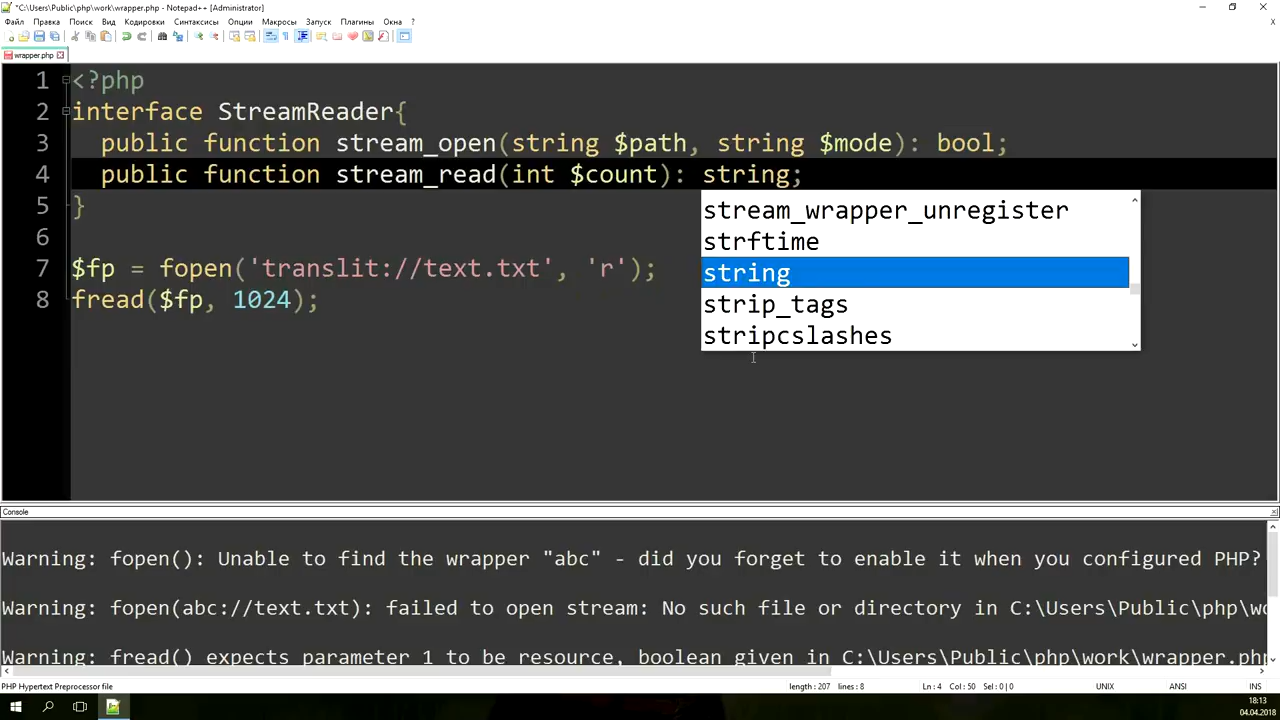 *C:\Users\Public\php\work\wrapper.php - Notepad++ [Administrator]
Файл Правка Поиск Вид Кодировки Синтаксисы Опции Макросы Запуск Плагины Окна ?
wrapper.php
1 <?php
2 interface StreamReader{
3 public function stream_open(string $path, string $mode): bool;
4 public function stream_read(int $count): string;
5 }
6
7 $fp = fopen('translit://text.txt', 'r');
8 fread($fp, 1024);
stream_wrapper_unregister
strftime
string
strip_tags
stripcslashes
Console
Warning: fopen(): Unable to find the wrapper "abc" - did you forget to enable it when you configured PHP?
Warning: fopen(abc://text.txt): failed to open stream: No such file or directory in C:\Users\Public\php\wo
Warning: fread() expects parameter 1 to be resource, boolean given in C:\Users\Public\php\work\wrapper.php
PHP Hypertext Preprocessor file length : 207 lines : 8 Ln : 4 Col : 50 Sel : 0 | 0 UNIX ANSI INS
18:13
04.04.2018